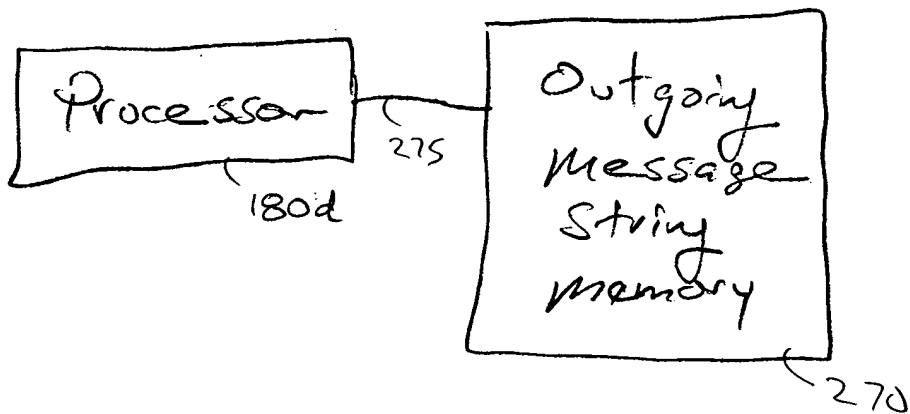 Processor
275
180d
Outgoing
message
String
memory
270